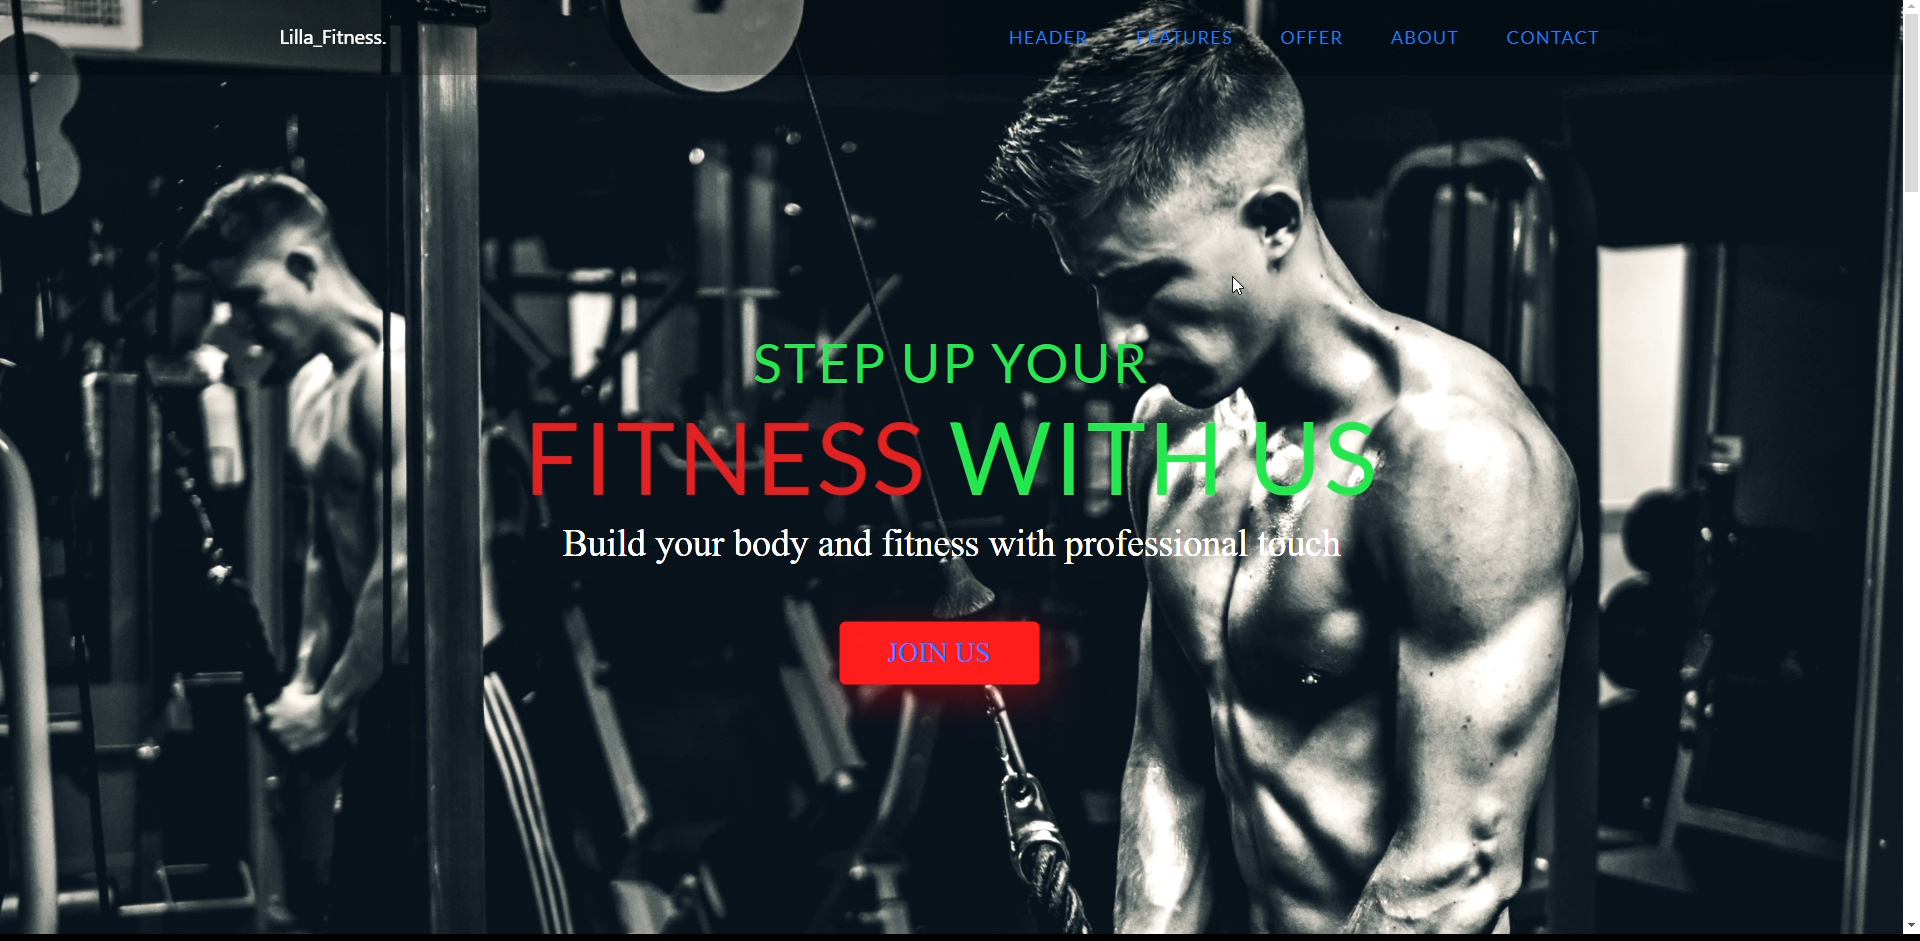 Lilla_Fitness.
HEADER FEATURES OFFER ABOUT CONTACT
STEP UP YOUR
FITNESS WITH US
Build your body and fitness with professional touch
JOIN US